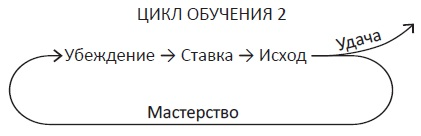 ЦИКЛ ОБУЧЕНИЯ 2
Убеждение → Ставка → Исход
Удача
Мастерство